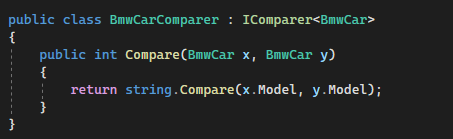 public class BmwCarComparer : IComparer<BmwCar>
{
    public int Compare(BmwCar x, BmwCar y)
    {
        return string.Compare(x.Model, y.Model);
    }
}